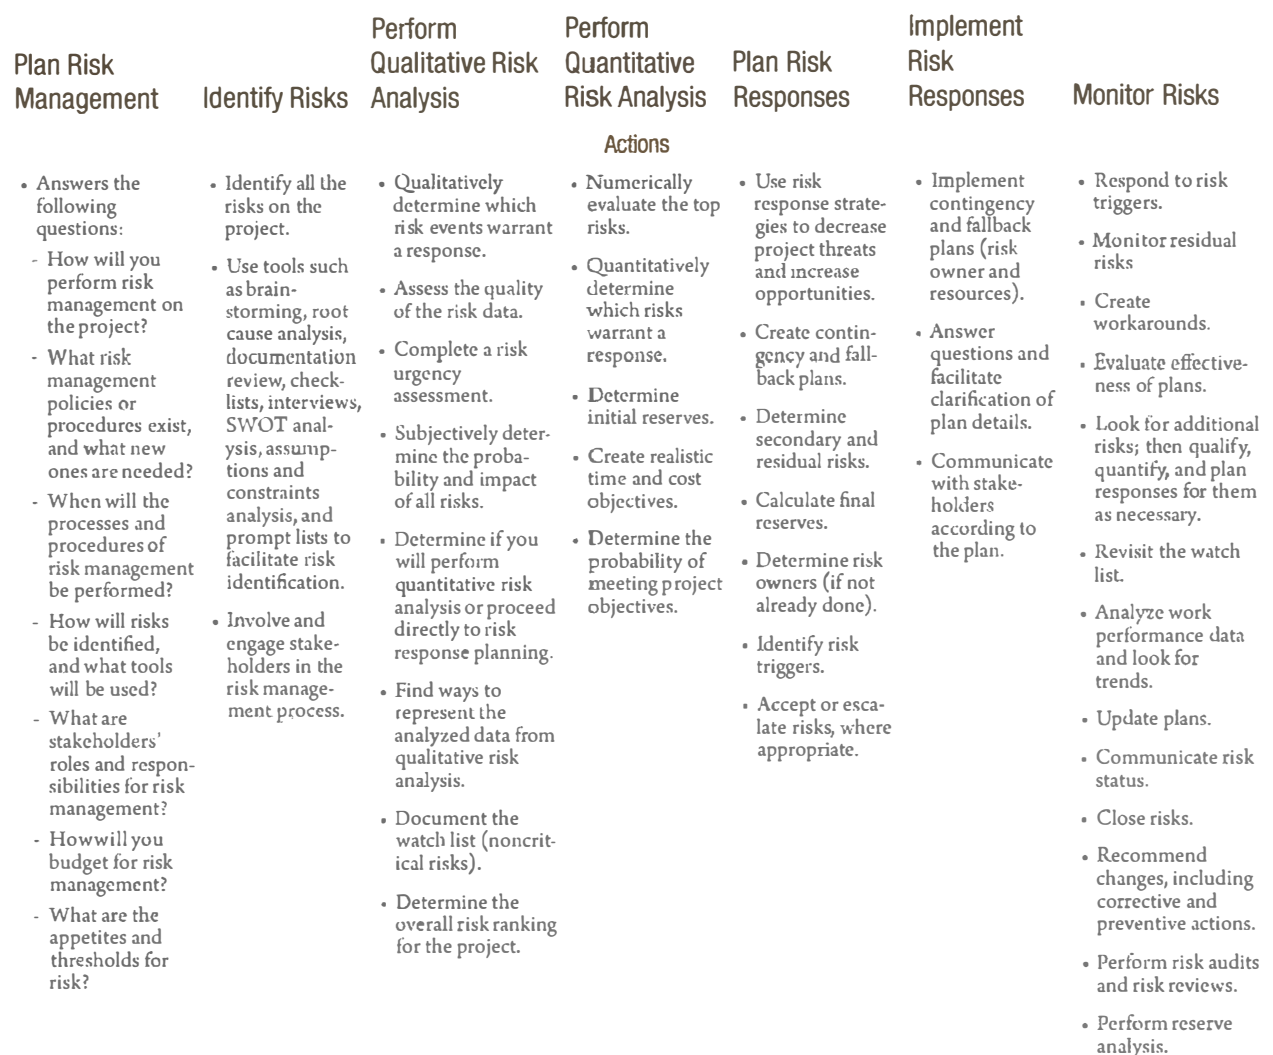 Plan Risk
Management
Identify Risks
Perform
Qualitative Risk
Analysis
Perform
Quantitative
Risk Analysis
Plan Risk
Responses
Implement
Risk
Responses
Monitor Risks
Actions
• Answers the
following
questions:
- How will you
perform risk
management on
the project?
- What risk
management
policies or
procedures exist,
and what new
ones are needed?
- When will the
processes and
procedures of
risk management
be performed?
- How will risks
be identified,
and what tools
will be used?
- What are
stakeholders'
roles and respon-
sibilities for risk
management?
- How will you
budget for risk
management?
- What are the
appetites and
thresholds for
risk?
• Identify all the
risks on the
project.
• Use tools such
as brain-
storming, root
cause analysis,
documentation
review, check-
lists, interviews,
SWOT anal-
ysis, assump-
tions and
constraints
analysis, and
prompt lists to
facilitate risk
identification.
• Involve and
engage stake-
holders in the
risk manage-
ment process.
• Qualitatively
determine which
risk events warrant
a response.
• Assess the quality
of the risk data.
• Complete a risk
urgency
assessment.
• Subjectively deter-
mine the proba-
bility and impact
of all risks.
• Determine if you
will perform
quantitative risk
analysis or proceed
directly to risk
response planning.
• Find ways to
represent the
analyzed data from
qualitative risk
analysis.
• Document the
watch list (noncrit-
ical risks).
• Determine the
overall risk ranking
for the project.
• Numerically
evaluate the top
risks.
• Quantitatively
determine
which risks
warrant a
response.
• Determine
initial reserves.
• Create realistic
time and cost
objectives.
• Determine the
probability of
meeting project
objectives.
• Use risk
response strate-
gies to decrease
project threats
and increase
opportunities.
• Create contin-
gency and fall-
back plans.
• Determine
secondary and
residual risks.
• Calculate final
reserves.
• Determine risk
owners (if not
already done).
• Identify risk
triggers.
• Accept or esca-
late risks, where
appropriate.
• Implement
contingency
and fallback
plans (risk
owner and
resources).
• Answer
questions and
facilitate
clarification of
plan details.
• Communicate
with stake-
holders
according to
the plan.
• Respond to risk
triggers.
• Monitor residual
risks
• Create
workarounds.
• Evaluate effective-
ness of plans.
• Look for additional
risks; then qualify,
quantify, and plan
responses for them
as necessary.
• Revisit the watch
list.
• Analyze work
performance data
and look for
trends.
• Update plans.
• Communicate risk
status.
• Close risks.
• Recommend
changes, including
corrective and
preventive actions.
• Perform risk audits
and risk reviews.
• Perform reserve
analysis.